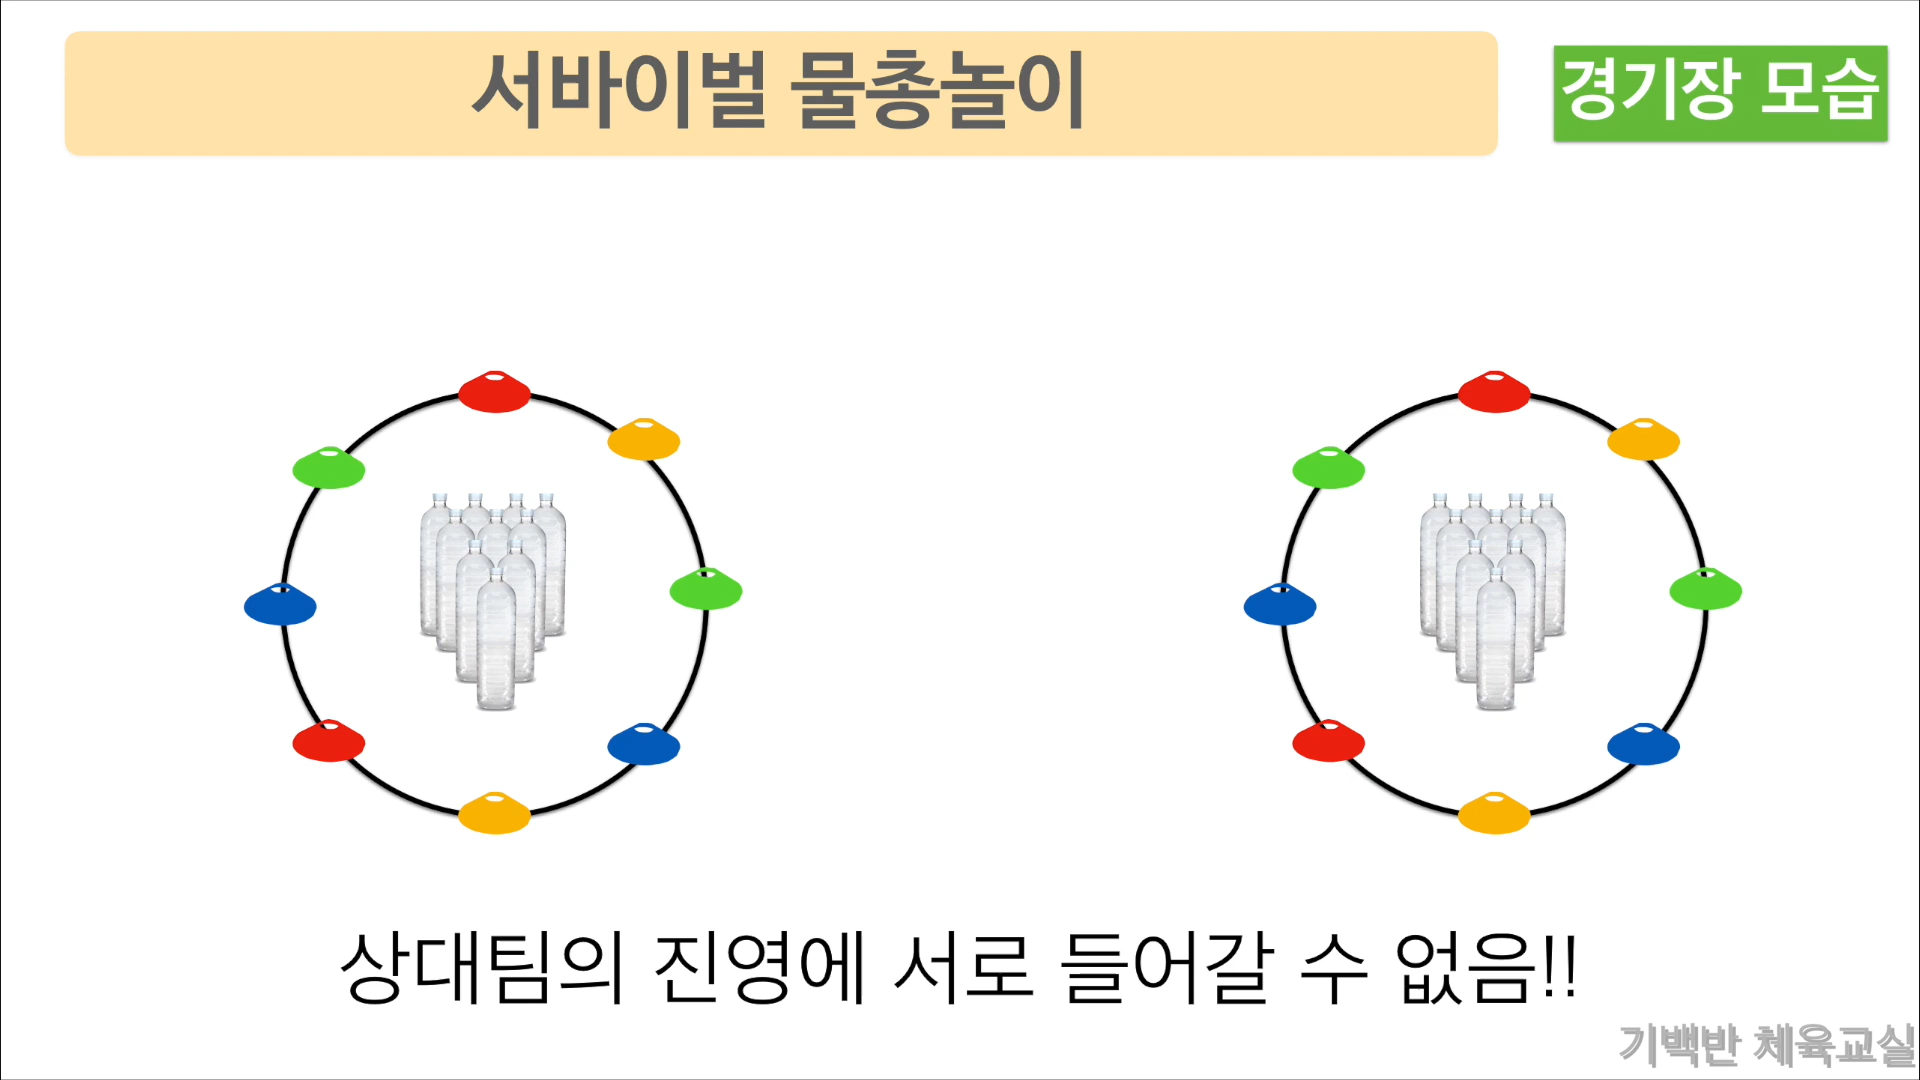 서바이벌 물총놀이
경기장 모습
상대팀의 진영에 서로 들어갈 수 없음!!
기백반 체육교실